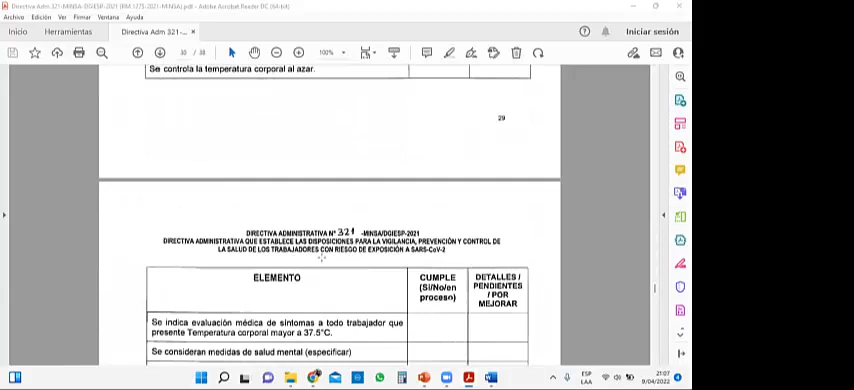 Directiva Adm 321-MINSA-DGIESP-2021 (RM 1275-2021-MINSA).pdf - Adobe Acrobat Reader DC (64-bit)
Archivo Edición Ver Firmar Ventana Ayuda
Inicio Herramientas Directiva Adm 321-... × Iniciar sesión
30 / 38 100%
Se controla la temperatura corporal al azar.
29
DIRECTIVA ADMINISTRATIVA N° 321 -MINSA/DGIESP-2021
DIRECTIVA ADMINISTRATIVA QUE ESTABLECE LAS DISPOSICIONES PARA LA VIGILANCIA, PREVENCIÓN Y CONTROL DE
LA SALUD DE LOS TRABAJADORES CON RIESGO DE EXPOSICIÓN A SARS-CoV-2
ELEMENTO
CUMPLE
(Si/No/en
proceso)
DETALLES /
PENDIENTES
/ POR
MEJORAR
Se indica evaluación médica de síntomas a todo trabajador que
presente Temperatura corporal mayor a 37.5°C.
Se consideran medidas de salud mental (especificar)
ESP
LAA
21:07
9/04/2022